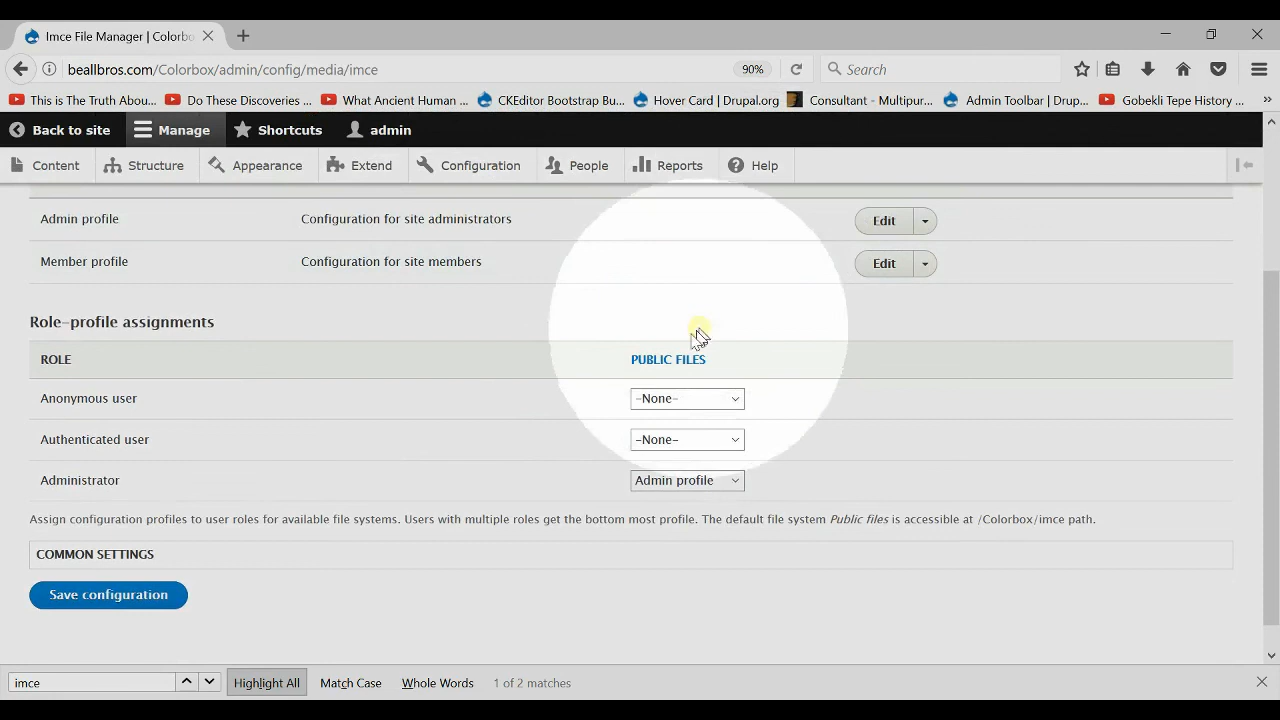 Imce File Manager | Colorbo
beallbros.com/Colorbox/admin/config/media/imce
90%
Search
This is The Truth Abou...
Do These Discoveries ...
What Ancient Human ...
CKEditor Bootstrap Bu...
Hover Card | Drupal.org
Consultant - Multipur...
Admin Toolbar | Drup...
Gobekli Tepe History ...
Back to site
Manage
Shortcuts
admin
Content
Structure
Appearance
Extend
Configuration
People
Reports
Help
Admin profile
Configuration for site administrators
Edit
Member profile
Configuration for site members
Edit
Role-profile assignments
ROLE
PUBLIC FILES
Anonymous user
-None-
Authenticated user
-None-
Administrator
Admin profile
Assign configuration profiles to user roles for available file systems. Users with multiple roles get the bottom most profile. The default file system Public files is accessible at /Colorbox/imce path.
COMMON SETTINGS
Save configuration
imce
Highlight All
Match Case
Whole Words
1 of 2 matches